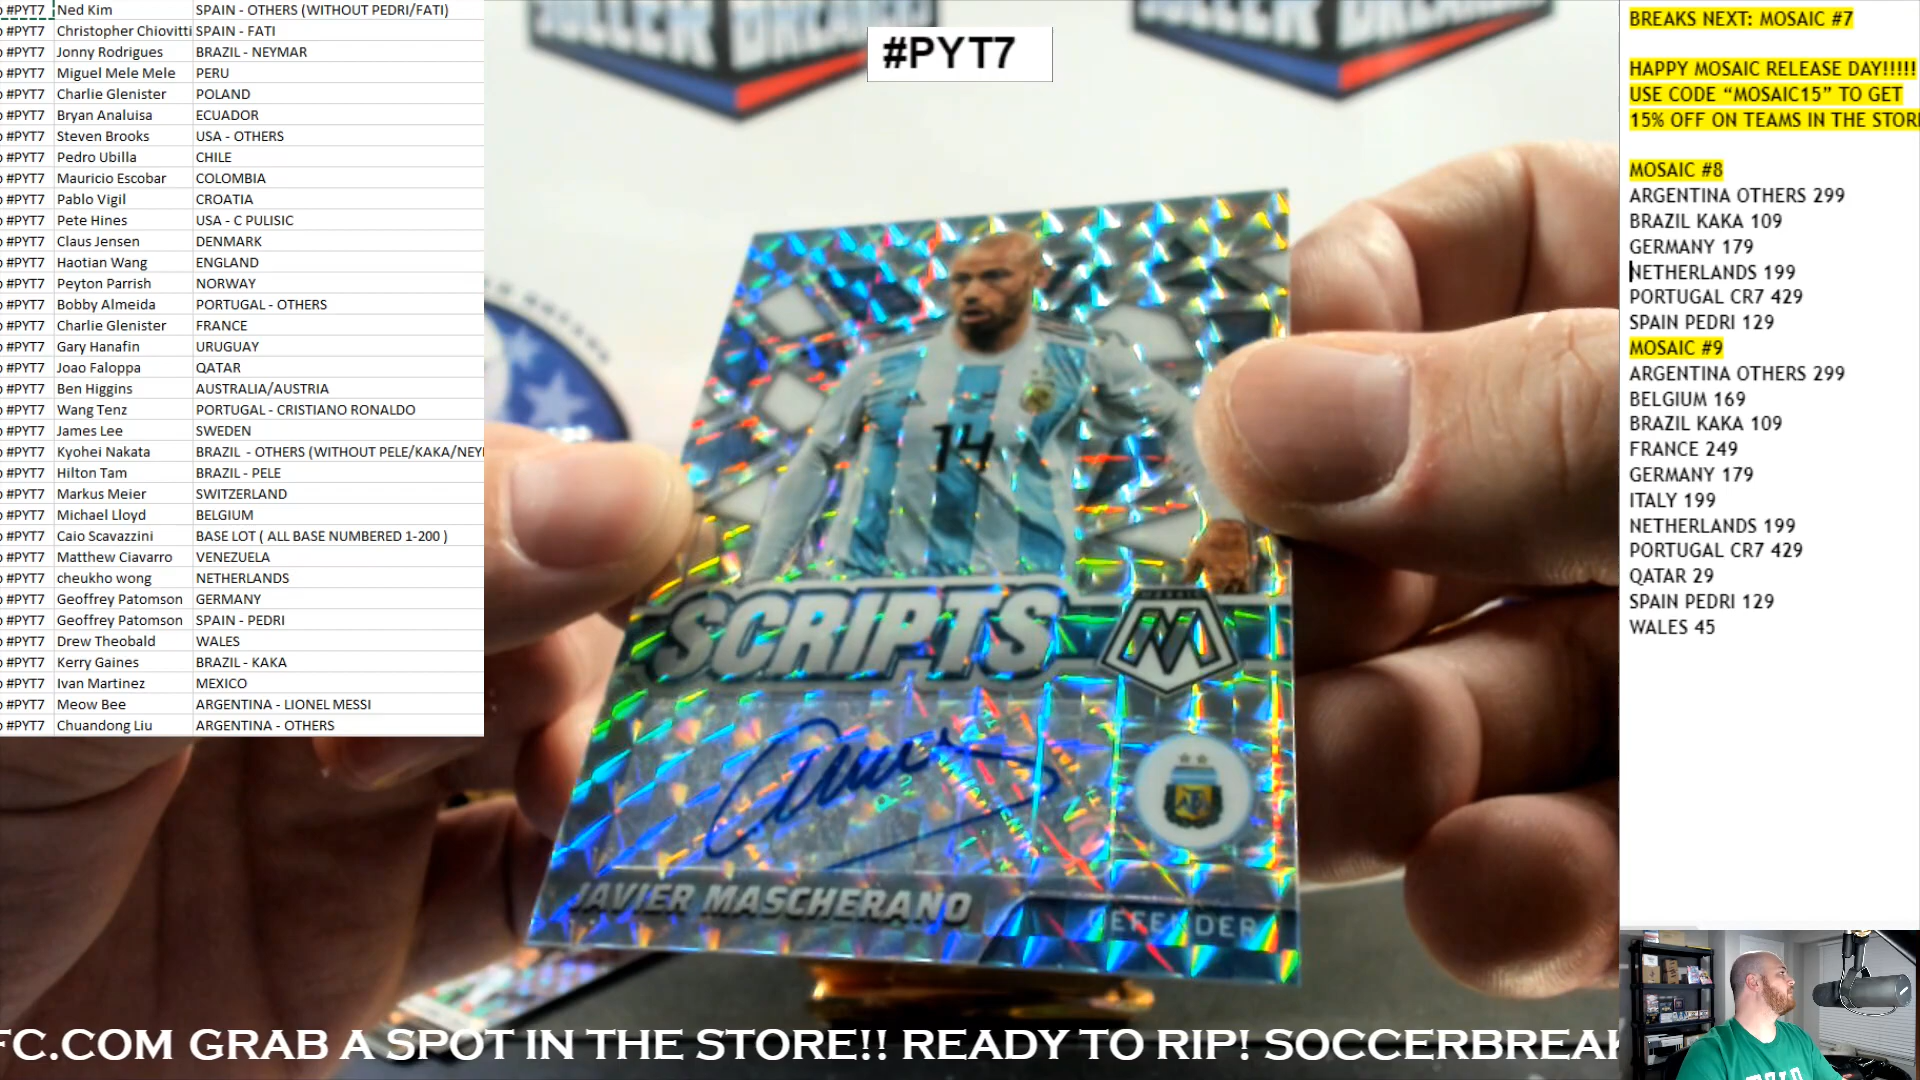 #PYT7 Ned Kim SPAIN - OTHERS (WITHOUT PEDRI/FATI)
#PYT7 Christopher Chiovitti SPAIN - FATI
#PYT7 Jonny Rodrigues BRAZIL - NEYMAR
#PYT7 Miguel Mele Mele PERU
#PYT7 Charlie Glenister POLAND
#PYT7 Bryan Analuisa ECUADOR
#PYT7 Steven Brooks USA - OTHERS
#PYT7 Pedro Ubilla CHILE
#PYT7 Mauricio Escobar COLOMBIA
#PYT7 Pablo Vigil CROATIA
#PYT7 Pete Hines USA - C PULISIC
#PYT7 Claus Jensen DENMARK
#PYT7 Haotian Wang ENGLAND
#PYT7 Peyton Parrish NORWAY
#PYT7 Bobby Almeida PORTUGAL - OTHERS
#PYT7 Charlie Glenister FRANCE
#PYT7 Gary Hanafin URUGUAY
#PYT7 Joao Faloppa QATAR
#PYT7 Ben Higgins AUSTRALIA/AUSTRIA
#PYT7 Wang Tenz PORTUGAL - CRISTIANO RONALDO
#PYT7 James Lee SWEDEN
#PYT7 Kyohei Nakata BRAZIL - OTHERS (WITHOUT PELE/KAKA/NEY
#PYT7 Hilton Tam BRAZIL - PELE
#PYT7 Markus Meier SWITZERLAND
#PYT7 Michael Lloyd BELGIUM
#PYT7 Caio Scavazzini BASE LOT ( ALL BASE NUMBERED 1-200 )
#PYT7 Matthew Ciavarro VENEZUELA
#PYT7 cheukho wong NETHERLANDS
#PYT7 Geoffrey Patomson GERMANY
#PYT7 Geoffrey Patomson SPAIN - PEDRI
#PYT7 Drew Theobald WALES
#PYT7 Kerry Gaines BRAZIL - KAKA
#PYT7 Ivan Martinez MEXICO
#PYT7 Meow Bee ARGENTINA - LIONEL MESSI
#PYT7 Chuandong Liu ARGENTINA - OTHERS
SOCCER BREAK
#PYT7
14
SCRIPTS
MOSAIC
M
JAVIER MASCHERANO
DEFENDER
BREAKS NEXT: MOSAIC #7
HAPPY MOSAIC RELEASE DAY!!!!!
USE CODE “MOSAIC15” TO GET
15% OFF ON TEAMS IN THE STOR
MOSAIC #8
ARGENTINA OTHERS 299
BRAZIL KAKA 109
GERMANY 179
NETHERLANDS 199
PORTUGAL CR7 429
SPAIN PEDRI 129
MOSAIC #9
ARGENTINA OTHERS 299
BELGIUM 169
BRAZIL KAKA 109
FRANCE 249
GERMANY 179
ITALY 199
NETHERLANDS 199
PORTUGAL CR7 429
QATAR 29
SPAIN PEDRI 129
WALES 45
FC.COM GRAB A SPOT IN THE STORE!! READY TO RIP! SOCCERBREAK